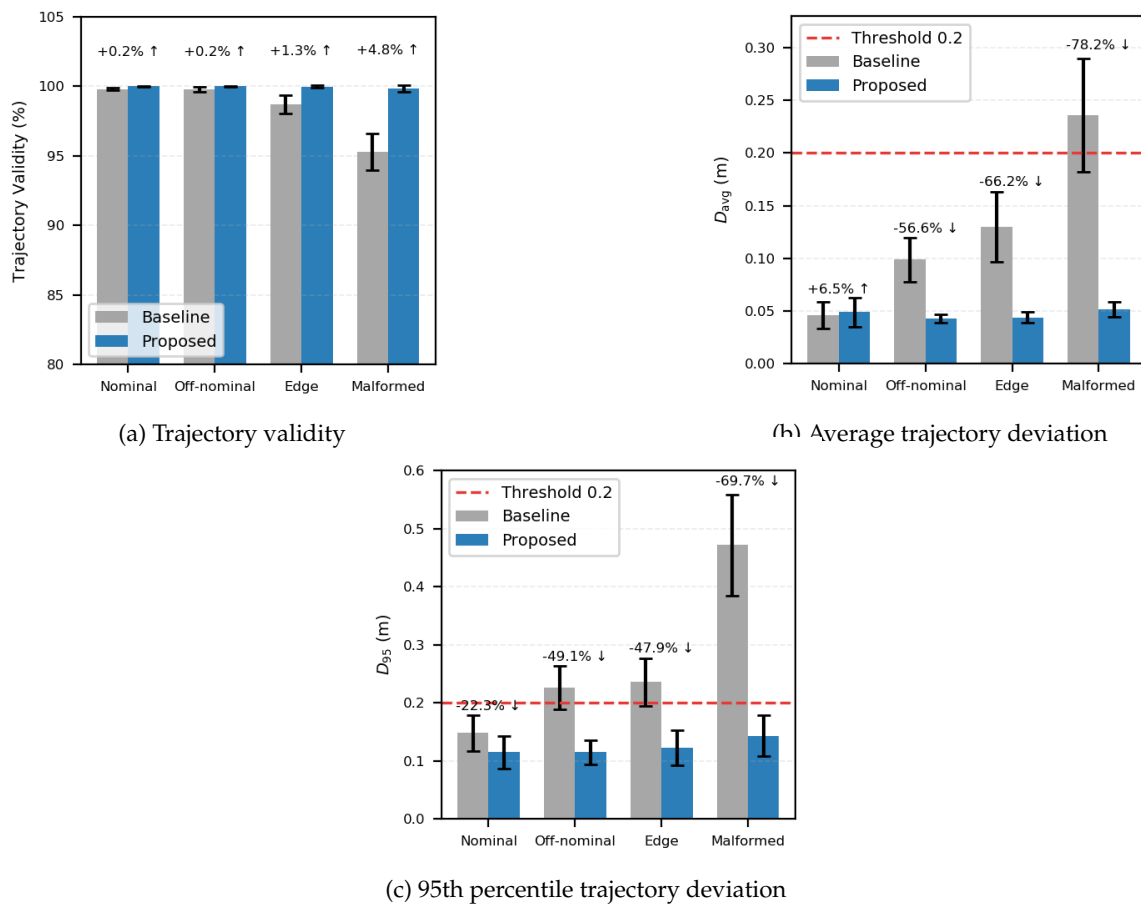 105
100
95
90
85
80
Trajectory Validity (%)
+0.2% ↑
+0.2% ↑
+1.3% ↑
+4.8% ↑
Baseline
Proposed
Nominal
Off-nominal
Edge
Malformed
(a) Trajectory validity
0.30
0.25
0.20
0.15
0.10
0.05
0.00
D_avg (m)
Threshold 0.2
Baseline
Proposed
-78.2% ↓
-66.2% ↓
-56.6% ↓
+6.5% ↑
Nominal
Off-nominal
Edge
Malformed
(b) Average trajectory deviation
0.6
0.5
0.4
0.3
0.2
0.1
0.0
D_95 (m)
Threshold 0.2
Baseline
Proposed
-69.7% ↓
-49.1% ↓
-47.9% ↓
-22.3% ↓
Nominal
Off-nominal
Edge
Malformed
(c) 95th percentile trajectory deviation